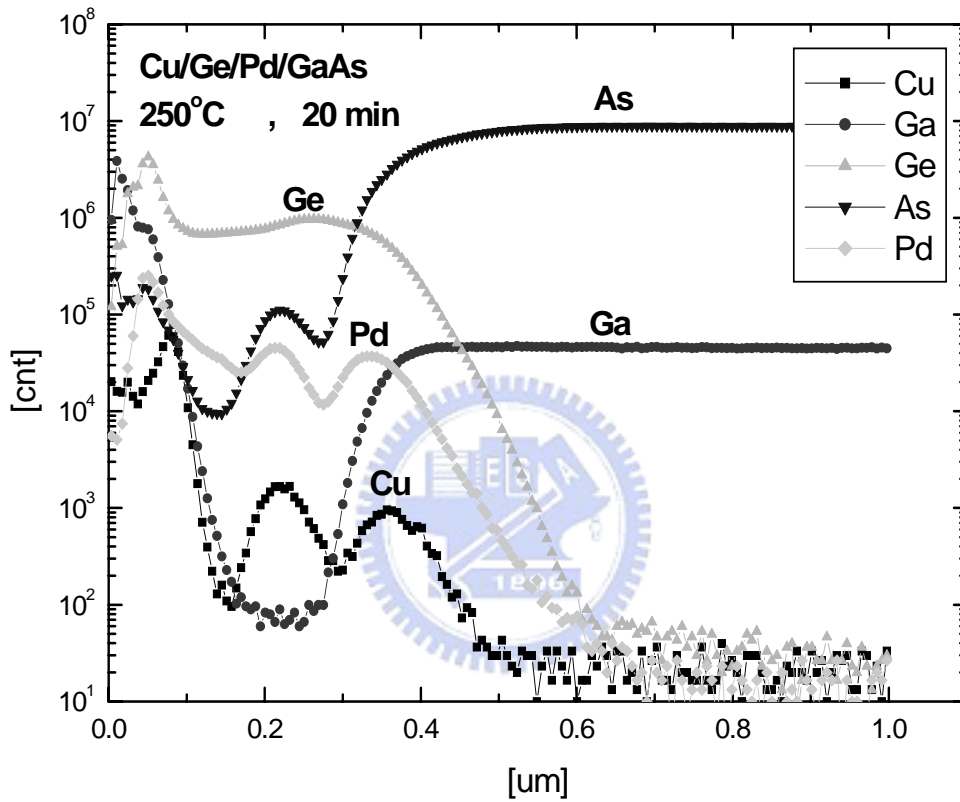 10^8
10^7
10^6
10^5
10^4
10^3
10^2
10^1
[cnt]
Cu/Ge/Pd/GaAs
250°C , 20 min
As
Ge
Pd
Ga
Cu
Cu
Ga
Ge
As
Pd
E E A
1896
0.0 0.2 0.4 0.6 0.8 1.0
[um]